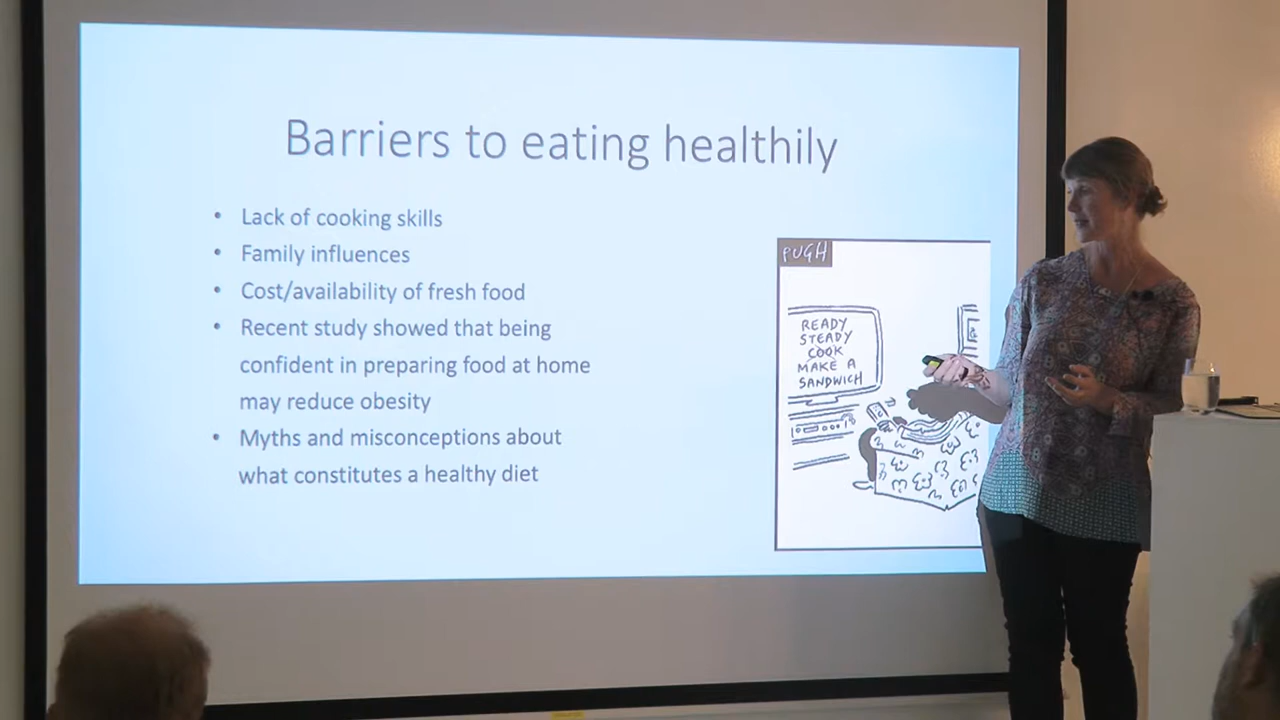 Barriers to eating healthily
• Lack of cooking skills
• Family influences
• Cost/availability of fresh food
• Recent study showed that being
confident in preparing food at home
may reduce obesity
• Myths and misconceptions about
what constitutes a healthy diet
PUGH
READY
STEADY
COOK
MAKE A
SANDWICH